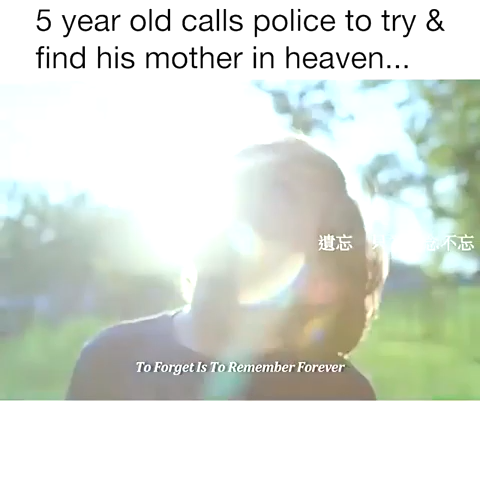 5 year old calls police to try &
find his mother in heaven...
遺忘 不忘
To Forget Is To Remember Forever